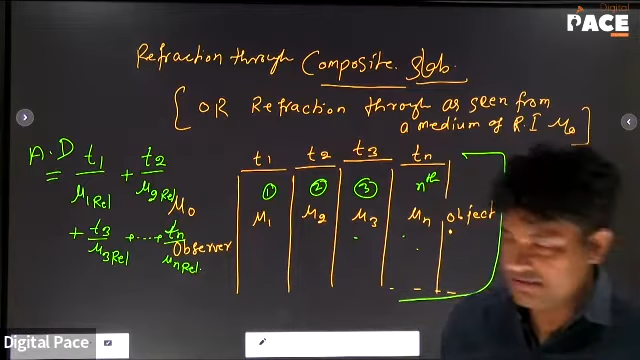 Digital
PACE
Refraction through Composite slab
[OR Refraction through as seen from
a medium of R.I μ0]
A.D
= t1/μ1Rel + t2/μ2Rel
+ t3/μ3Rel + ..... + tn/μnRel.
t1 t2 t3 tn
① ② ③ nth
μ0 μ1 μ2 μ3 μn object
Observer
Digital Pace